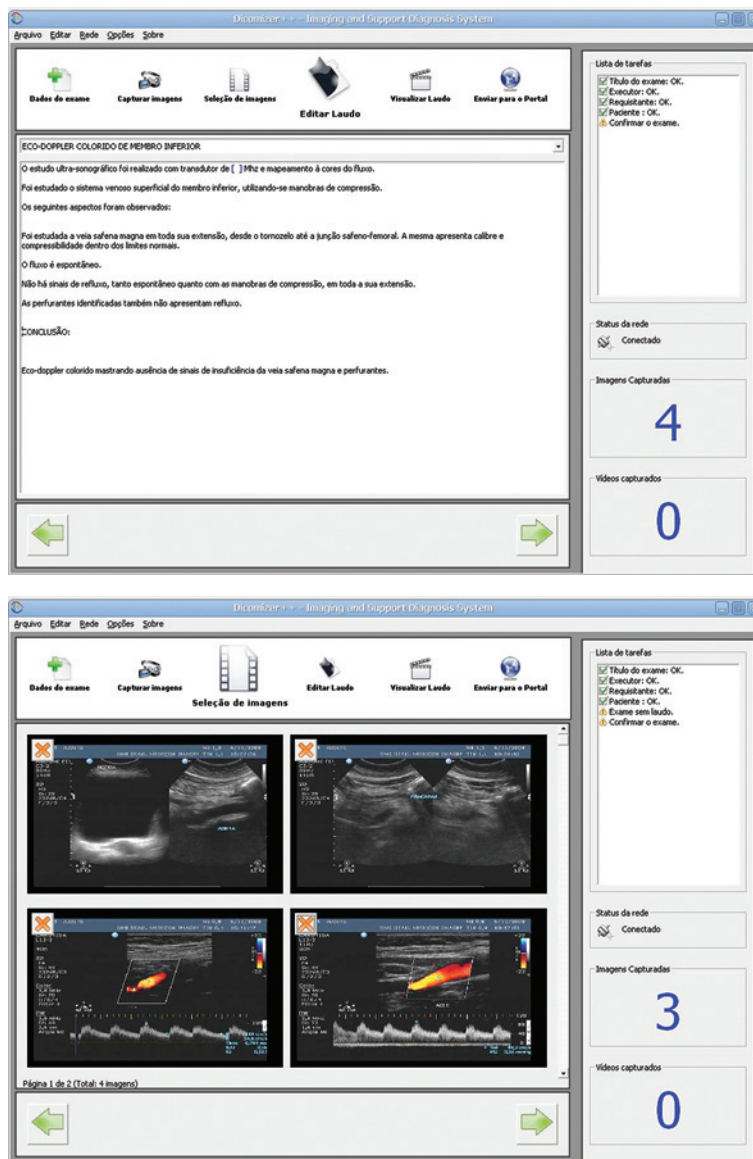 Dicomizer +++ - Imaging and Support Diagnosis System
Arquivo Editar Rede Opções Sobre
Dados do exame
Capturar imagens
Seleção de imagens
Editar Laudo
Visualizar Laudo
Enviar para o Portal
ECO-DOPPLER COLORIDO DE MEMBRO INFERIOR
O estudo ultra-sonográfico foi realizado com transdutor de [ ] Mhz e mapeamento à cores do fluxo.
Foi estudado o sistema venoso superficial do membro inferior, utilizando-se manobras de compressão.
Os seguintes aspectos foram observados:
Foi estudada a veia safena magna em toda sua extensão, desde o tornozelo até a junção safeno-femoral. A mesma apresenta calibre e
compressibilidade dentro dos limites normais.
O fluxo é espontâneo.
Não há sinais de refluxo, tanto espontâneo quanto com as manobras de compressão, em toda a sua extensão.
As perfurantes identificadas também não apresentam refluxo.
CONCLUSÃO:
Eco-doppler colorido mastrando ausência de sinais de insuficiência da veia safena magna e perfurantes.
Lista de tarefas
Título do exame: OK.
Executor: OK.
Requisitante: OK.
Paciente : OK.
Confirmar o exame.
Status da rede
Conectado
Imagens Capturadas
4
Vídeos capturados
0
Dicomizer +++ - Imaging and Support Diagnosis System
Arquivo Editar Rede Opções Sobre
Dados do exame
Capturar imagens
Seleção de imagens
Editar Laudo
Visualizar Laudo
Enviar para o Portal
AORTA
PANCREAS
Página 1 de 2 (Total: 4 imagens)
Lista de tarefas
Título do exame: OK.
Executor: OK.
Requisitante: OK.
Paciente : OK.
Exame sem laudo.
Confirmar o exame.
Status da rede
Conectado
Imagens Capturadas
3
Vídeos capturados
0